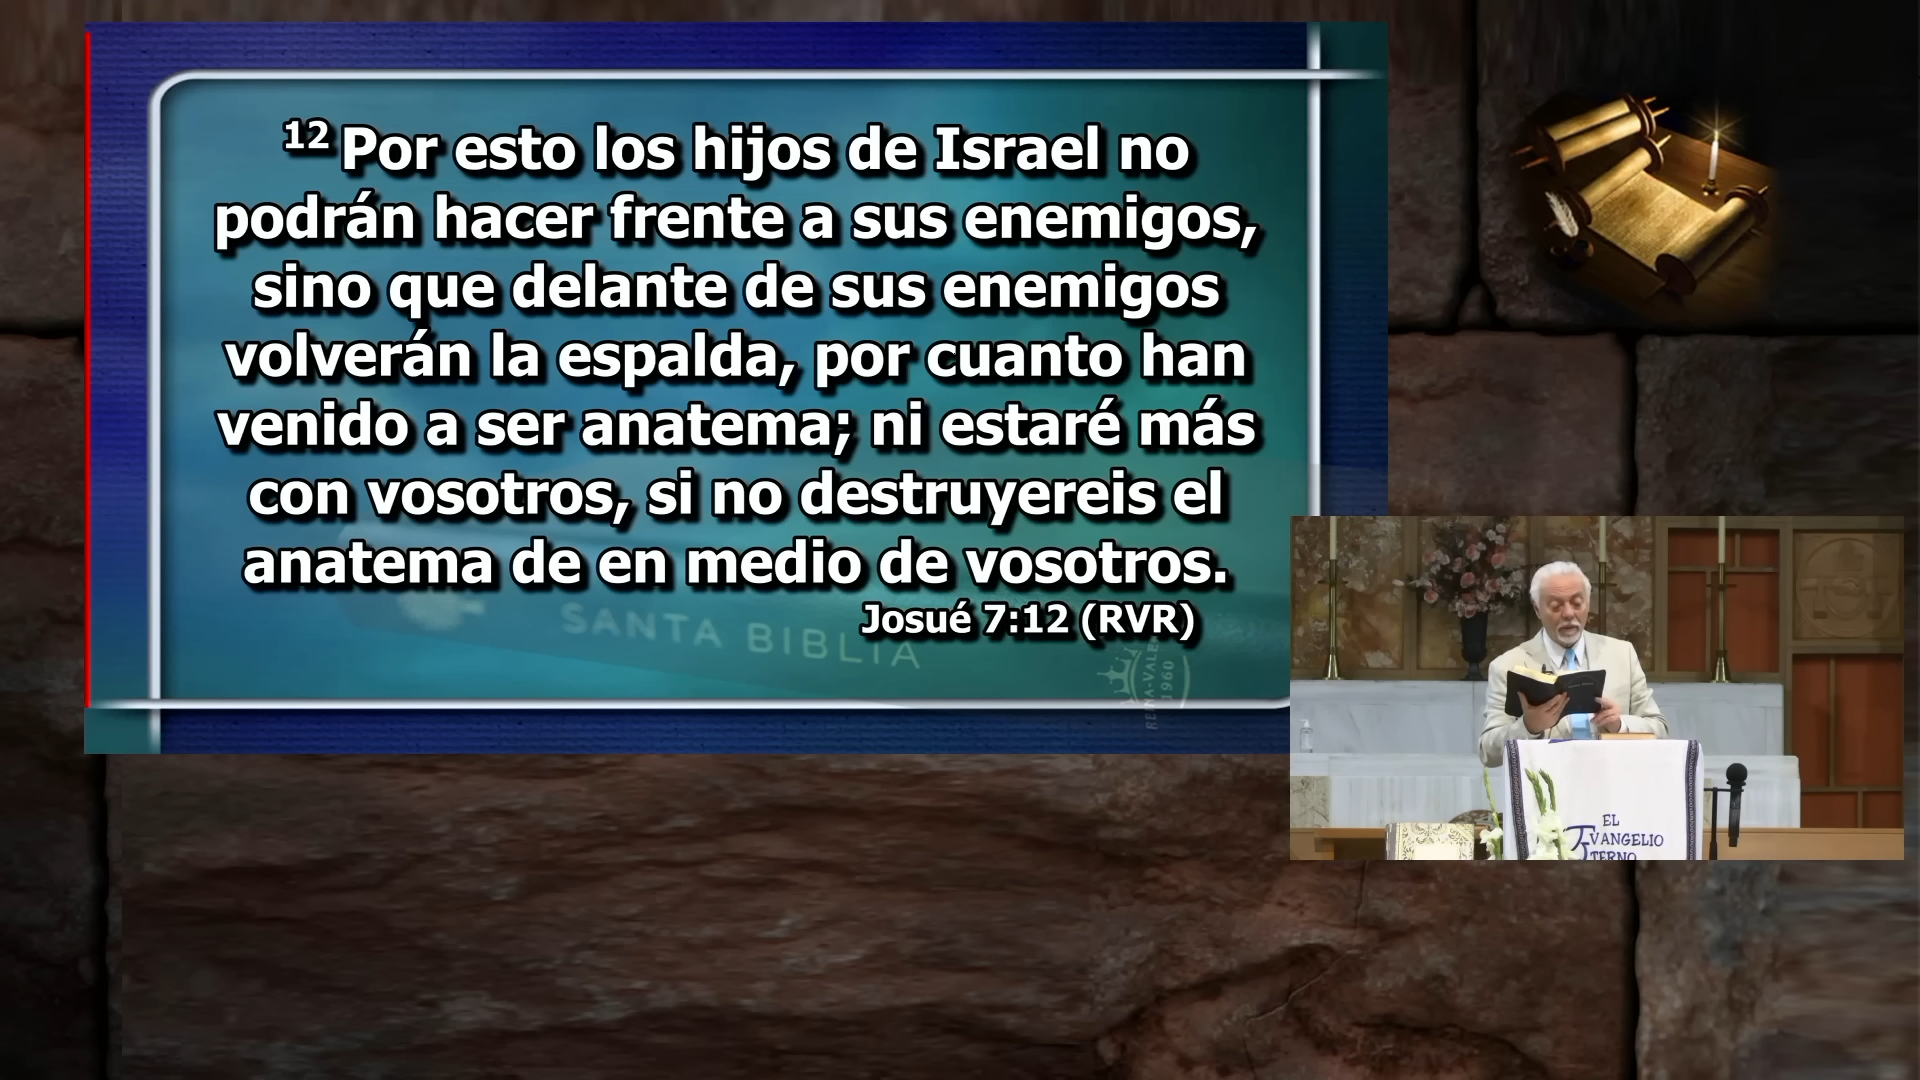 12 Por esto los hijos de Israel no
podrán hacer frente a sus enemigos,
sino que delante de sus enemigos
volverán la espalda, por cuanto han
venido a ser anatema; ni estaré más
con vosotros, si no destruyereis el
anatema de en medio de vosotros.
Josué 7:12 (RVR)
SANTA BIBLIA
1960
EL
EVANGELIO
ETERNO